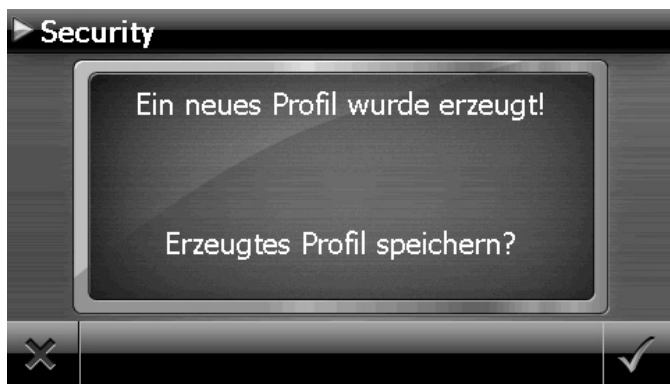 Security
Ein neues Profil wurde erzeugt!
Erzeugtes Profil speichern?